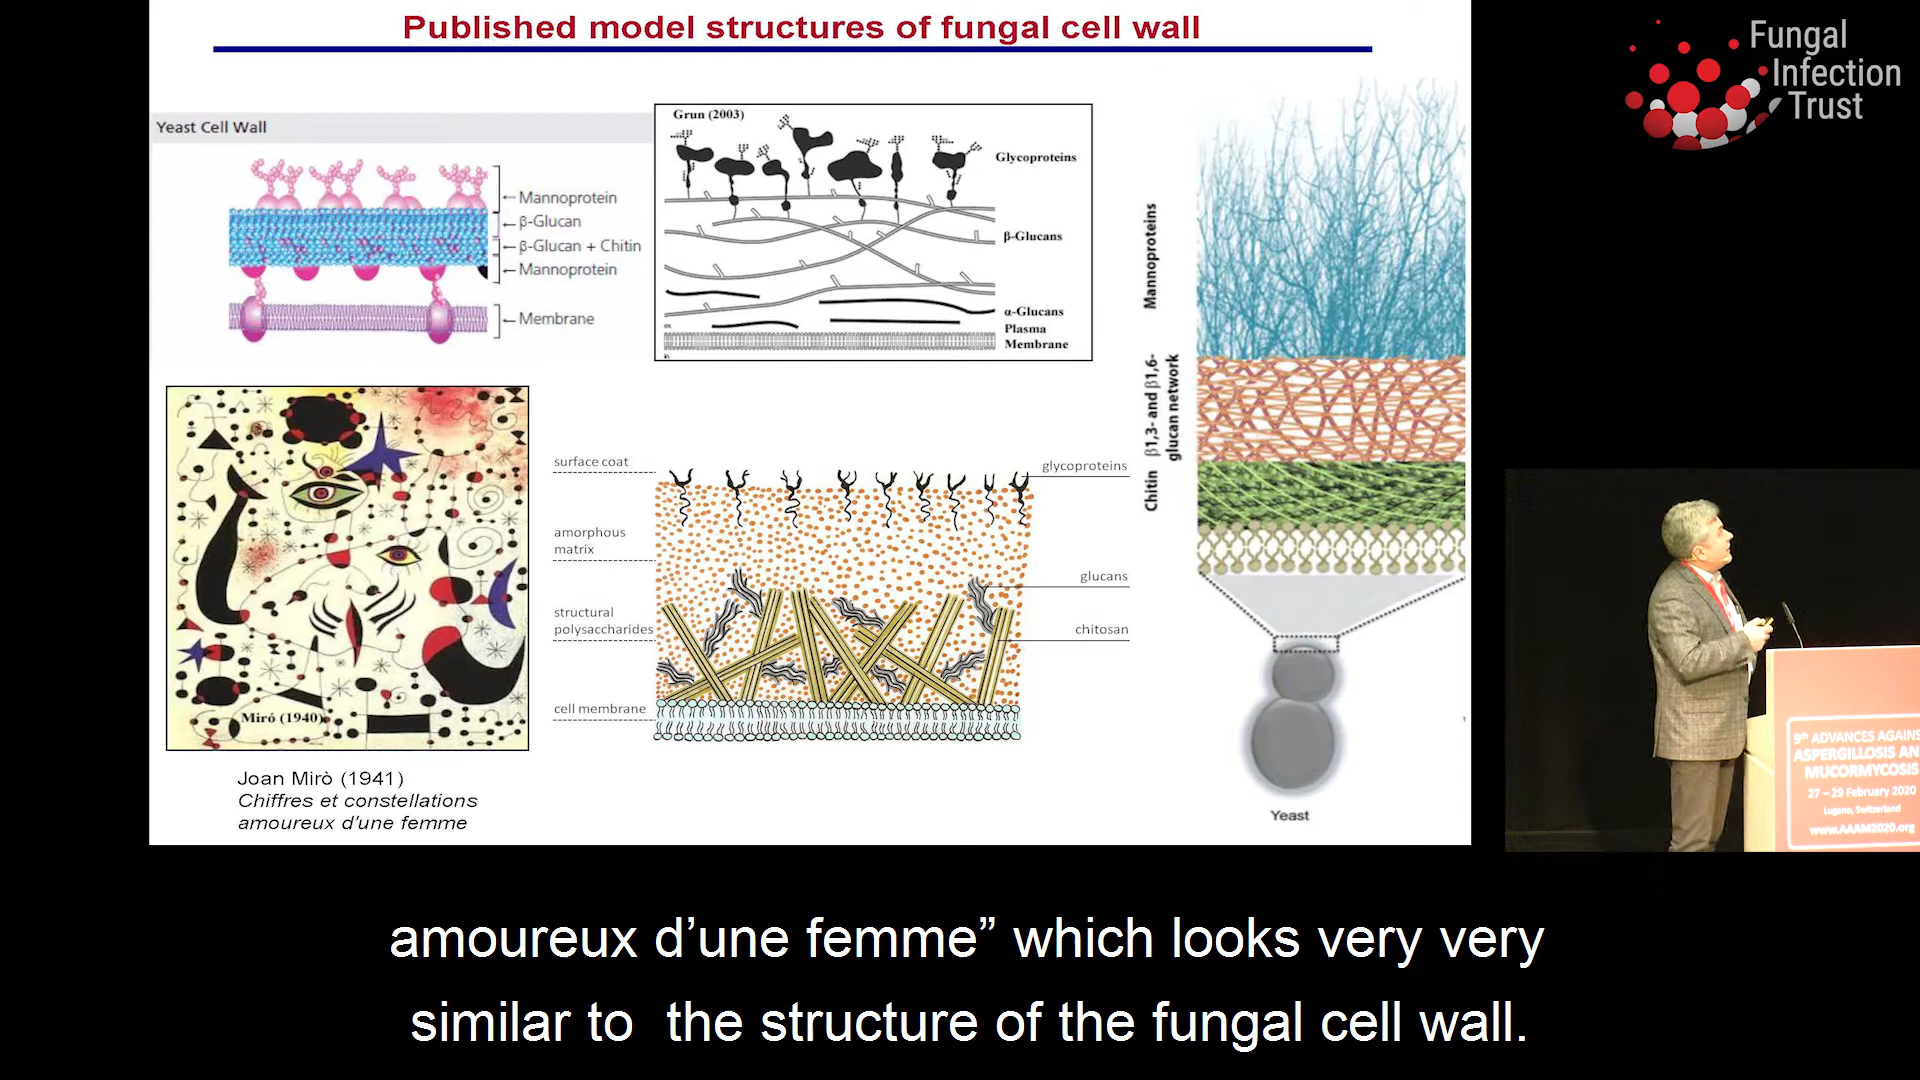 Published model structures of fungal cell wall
Fungal
Infection
Trust
Yeast Cell Wall
Mannoprotein
β-Glucan
β-Glucan + Chitin
Mannoprotein
Membrane
Grun (2003)
Glycoproteins
β-Glucans
α-Glucans
Plasma
Membrane
Mannoproteins
β1,3- and β1,6-
glucan network
Chitin
Yeast
Miró (1940)
Joan Mirò (1941)
Chiffres et constellations
amoureux d'une femme
surface coat
amorphous
matrix
structural
polysaccharides
cell membrane
glycoproteins
glucans
chitosan
9th ADVANCES AGAINS
ASPERGILLOSIS AN
MUCORMYCOSIS
27 – 29 February 2020
Lugano, Switzerland
www.AAAM2020.org
amoureux d’une femme” which looks very very
similar to  the structure of the fungal cell wall.